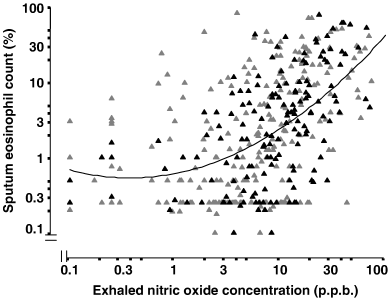 Sputum eosinophil count (%)
100
30
10
3
1
0.3
0.1
0.1 0.3 1 3 10 30 100
Exhaled nitric oxide concentration (p.p.b.)